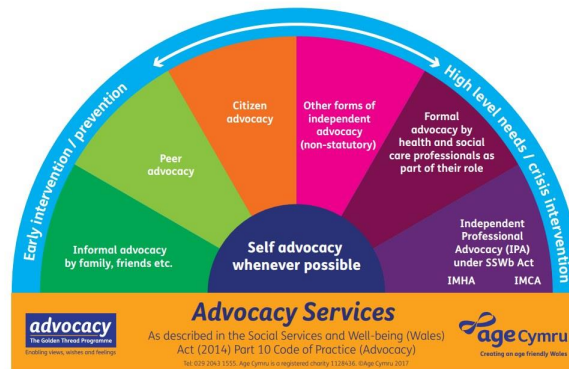 Early intervention / prevention
High level needs / crisis intervention
Informal advocacy
by family, friends etc.
Peer
advocacy
Citizen
advocacy
Other forms of
independent
advocacy
(non-statutory)
Formal
advocacy by
health and social
care professionals as
part of their role
Independent
Professional
Advocacy (IPA)
under SSWb Act
IMHA IMCA
Self advocacy
whenever possible
advocacy
The Golden Thread Programme
Enabling views, wishes and feelings
Advocacy Services
As described in the Social Services and Well-being (Wales)
Act (2014) Part 10 Code of Practice (Advocacy)
Tel: 029 2043 1555. Age Cymru is a registered charity 1128436. ©Age Cymru 2017
age Cymru
Creating an age friendly Wales